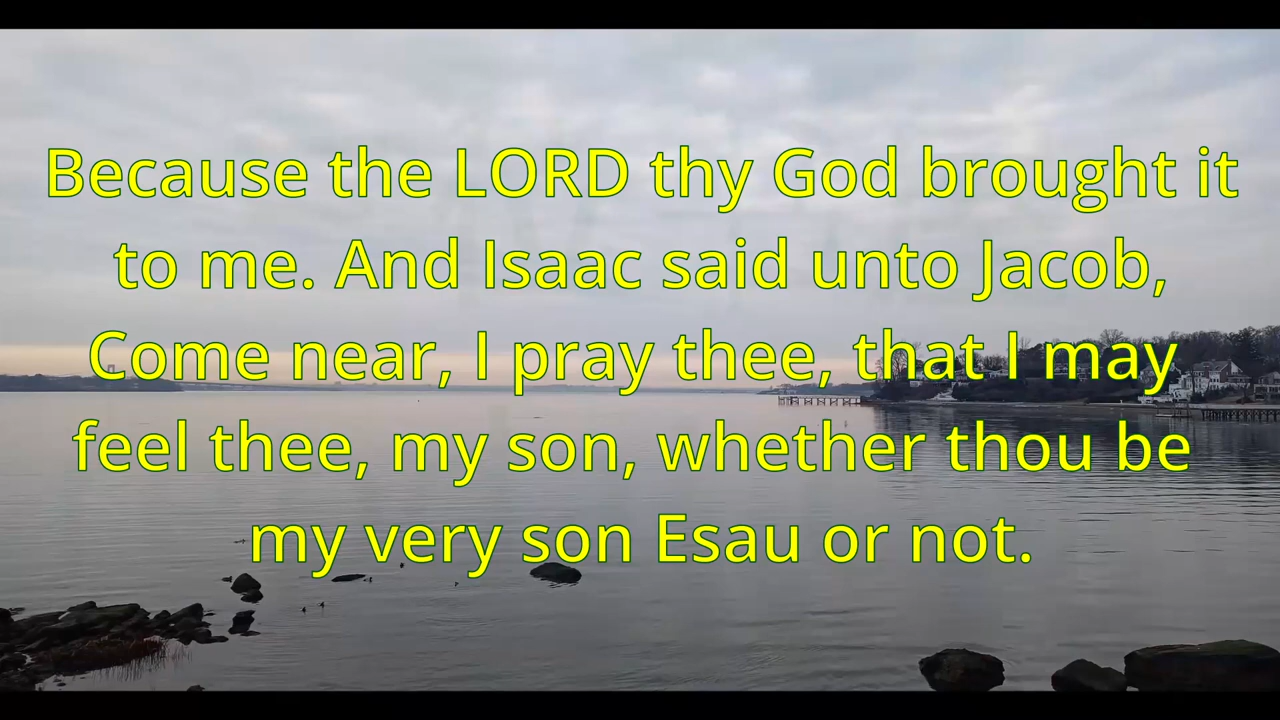 Because the LORD thy God brought it
to me. And Isaac said unto Jacob,
Come near, I pray thee, that I may
feel thee, my son, whether thou be
my very son Esau or not.